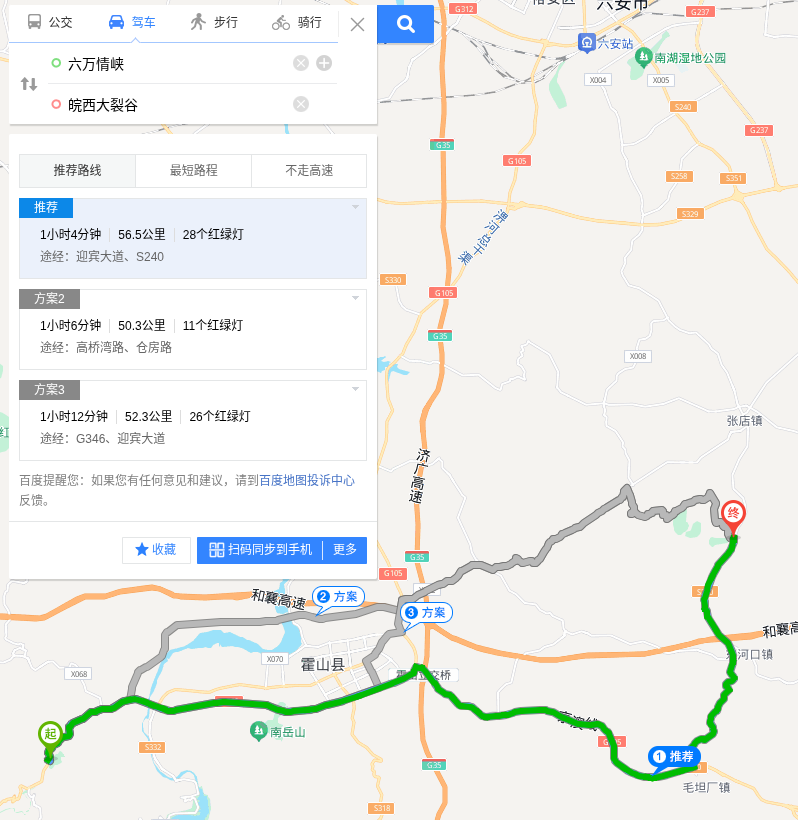 公交
驾车
步行
骑行
六万情峡
皖西大裂谷
推荐路线
最短路程
不走高速
推荐
1小时4分钟 56.5公里 28个红绿灯
途经：迎宾大道、S240
方案2
1小时6分钟 50.3公里 11个红绿灯
途经：高桥湾路、仓房路
方案3
1小时12分钟 52.3公里 26个红绿灯
途经：G346、迎宾大道
百度提醒您：如果您有任何意见和建议，请到百度地图投诉中心
反馈。
收藏
扫码同步到手机
更多
G312
六安市
G237
六安站
南湖湿地公园
X004
X005
S240
G237
G35
G105
S258
S351
S329
淠河总干渠
S330
G105
G35
X008
张店镇
济广高速
终
G35
G105
和襄高速
2 方案
3 方案
和襄高
河口镇
X070
霍山县
X068
起
南岳山
S332
G35
S318
G105
1 推荐
毛坦厂镇